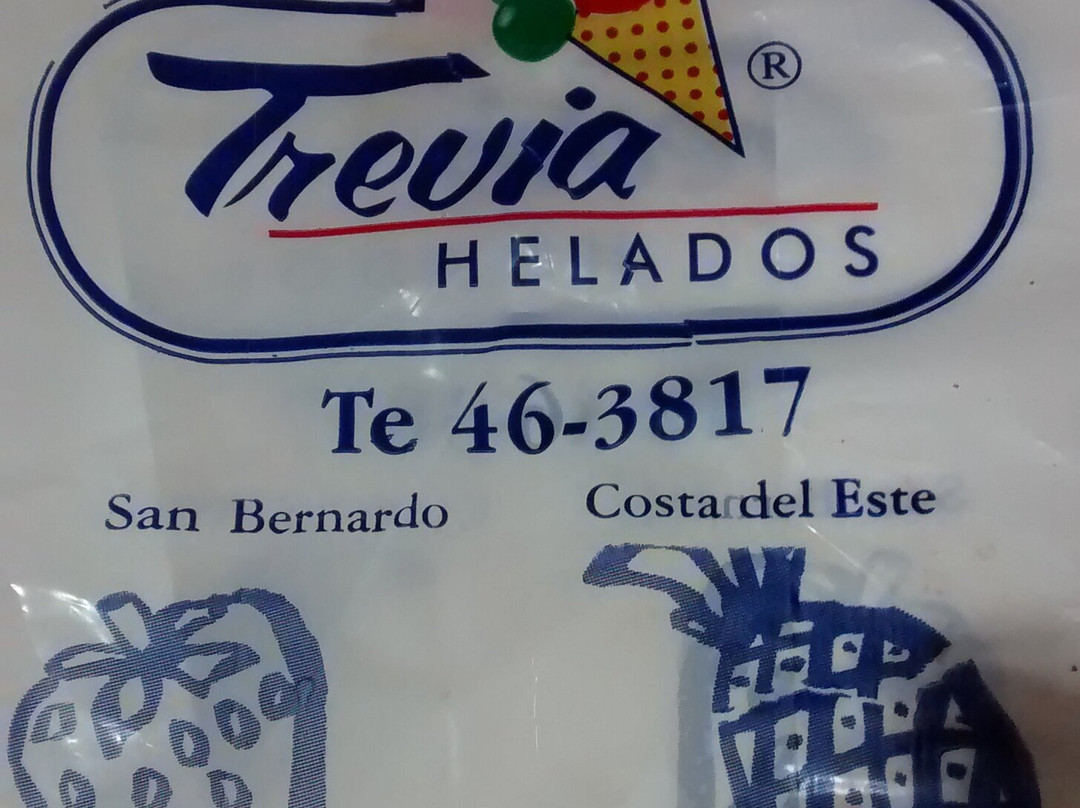 Trevia ®
HELADOS
Te 46-3817
San Bernardo Costa del Este